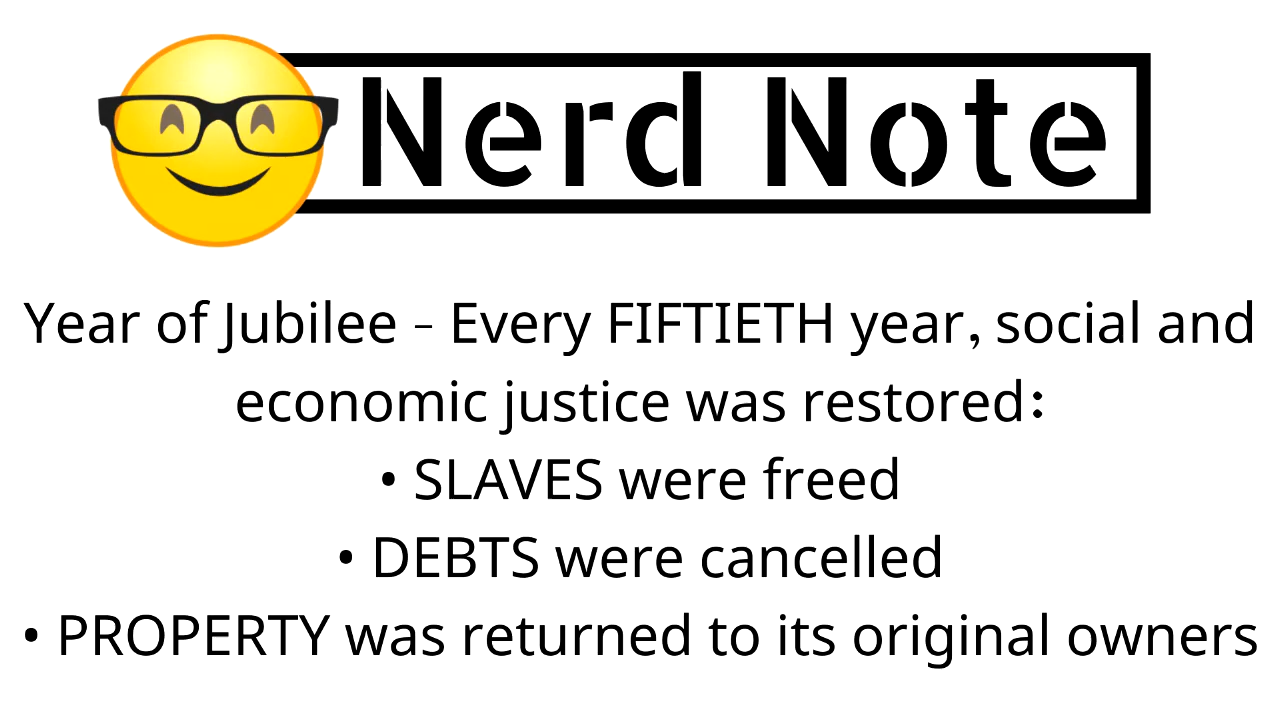 Nerd Note
Year of Jubilee - Every FIFTIETH year, social and
economic justice was restored:
• SLAVES were freed
• DEBTS were cancelled
• PROPERTY was returned to its original owners